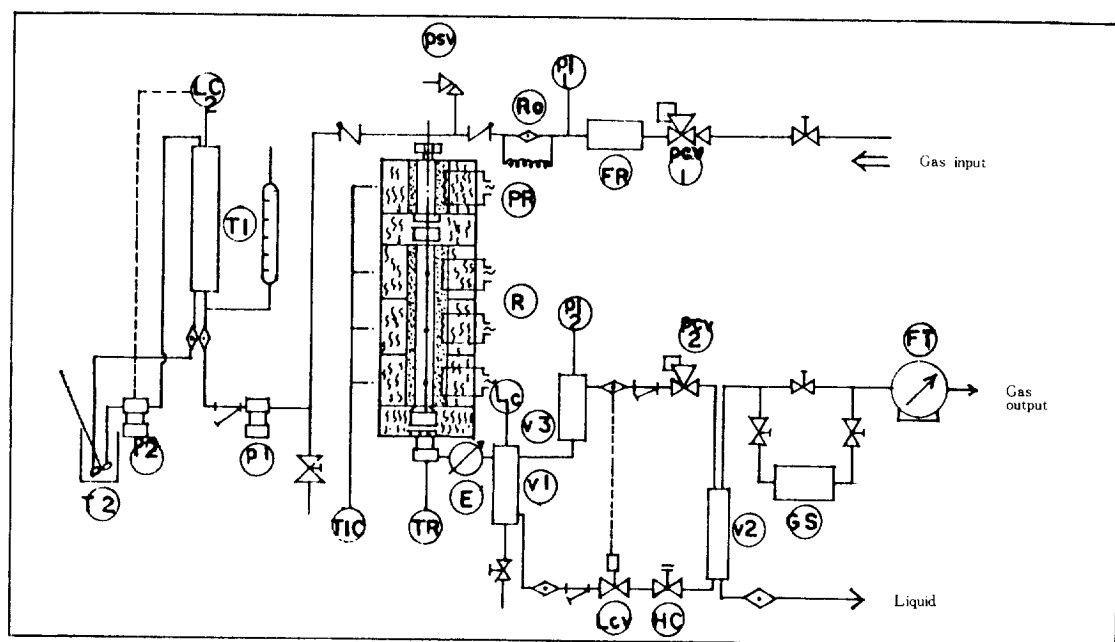 psv
LC
2
pI
1
Ro
FR
pcv
1
Gas input
PR
T1
R
pI
2
pcv
2
FT
Gas
output
Lc
v3
P2
p1
E
v1
T2
TIC
TR
v2
GS
Lcv
HC
Liquid